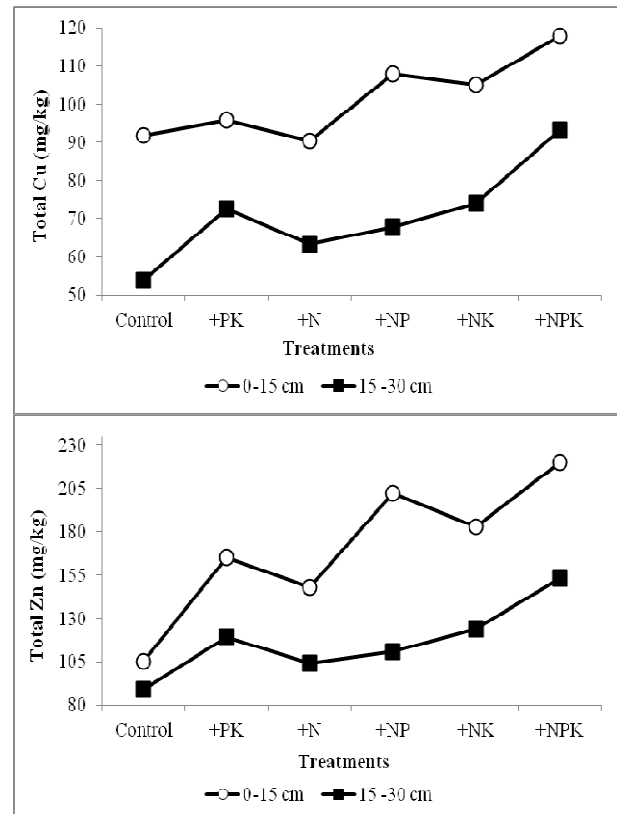 Total Cu (mg/kg)
120
110
100
90
80
70
60
50
Control +PK +N +NP +NK +NPK
Treatments
0-15 cm 15 -30 cm
Total Zn (mg/kg)
230
205
180
155
130
105
80
Control +PK +N +NP +NK +NPK
Treatments
0-15 cm 15 -30 cm